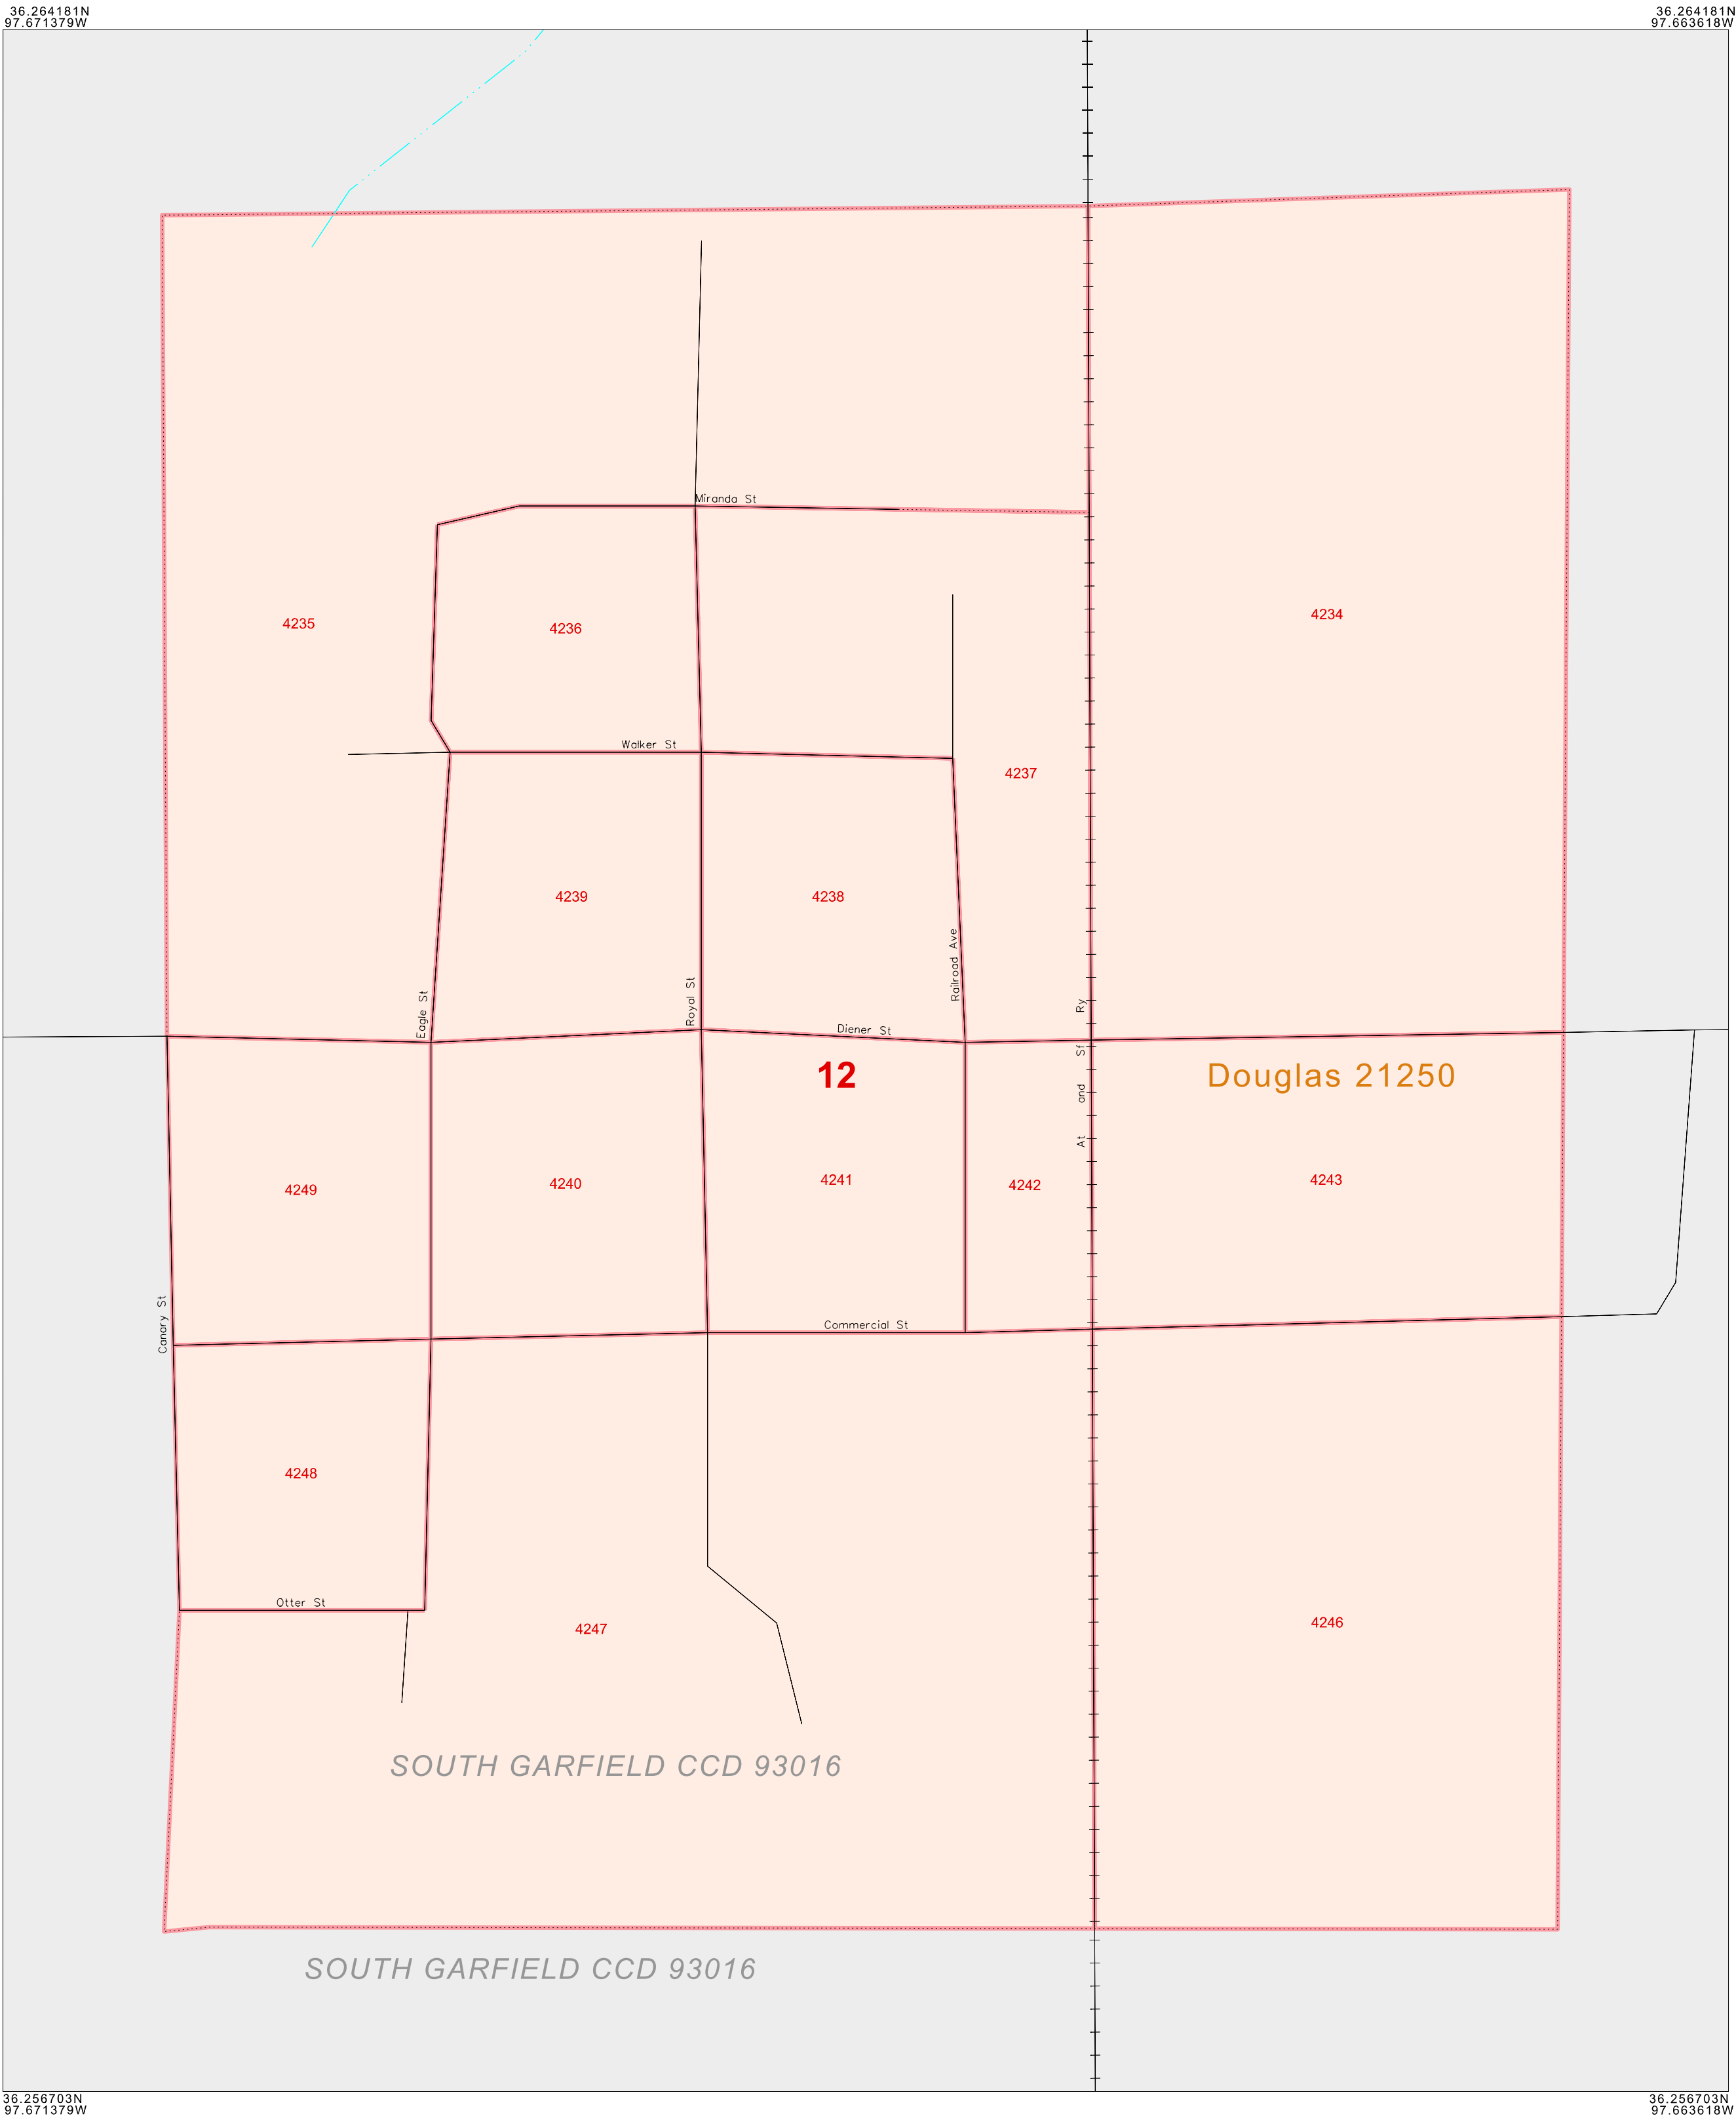 36.264181N
97.671379W
36.264181N
97.663618W
Miranda St
4235
4236
4234
Walker St
4237
4239
4238
Eagle St
Royal St
Railroad Ave
At and Sf Ry
Diener St
12
Douglas 21250
4249
4240
4241
4242
4243
Canary St
Commercial St
4248
Otter St
4247
4246
SOUTH GARFIELD CCD 93016
SOUTH GARFIELD CCD 93016
36.256703N
97.671379W
36.256703N
97.663618W